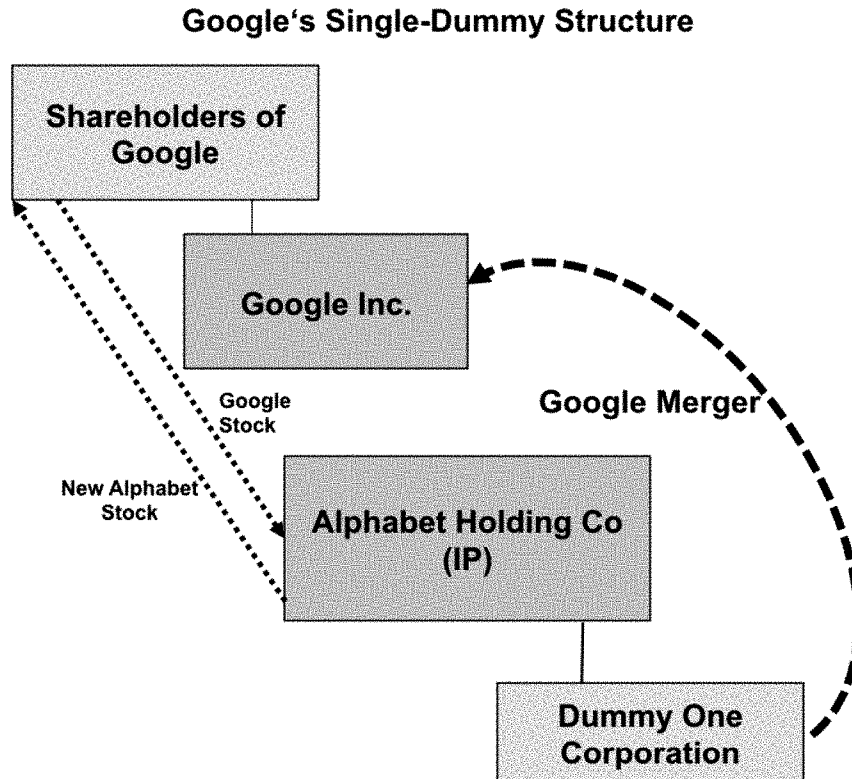 Google‘s Single-Dummy Structure
Shareholders of
Google
Google Inc.
Google
Stock
Google Merger
New Alphabet
Stock
Alphabet Holding Co
(IP)
Dummy One
Corporation